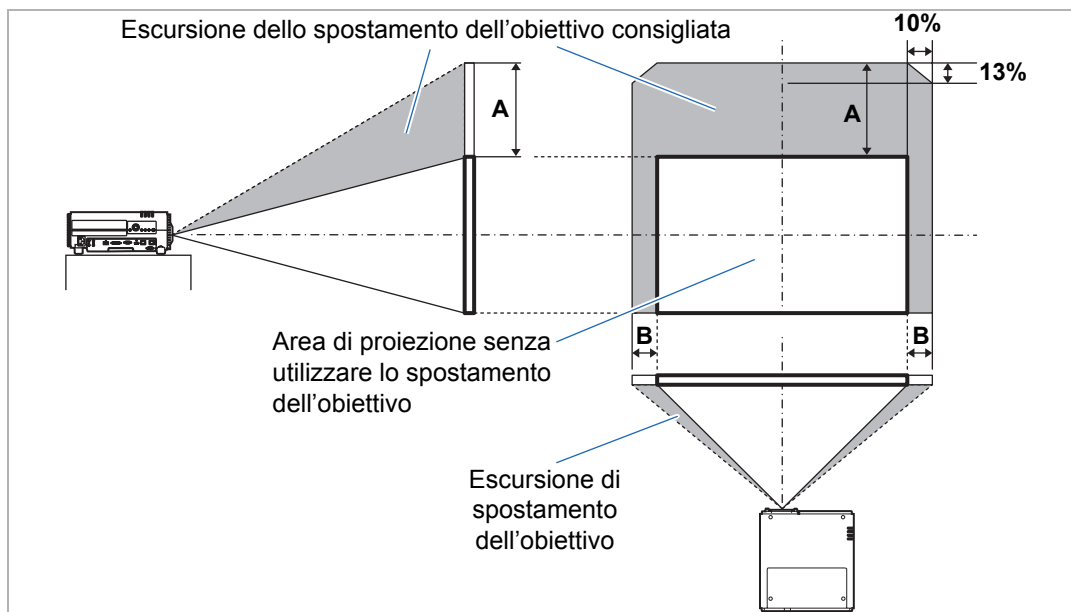 Escursione dello spostamento dell'obiettivo consigliata
10%
13%
A
A
B
B
Area di proiezione senza
utilizzare lo spostamento
dell'obiettivo
Escursione di
spostamento
dell'obiettivo